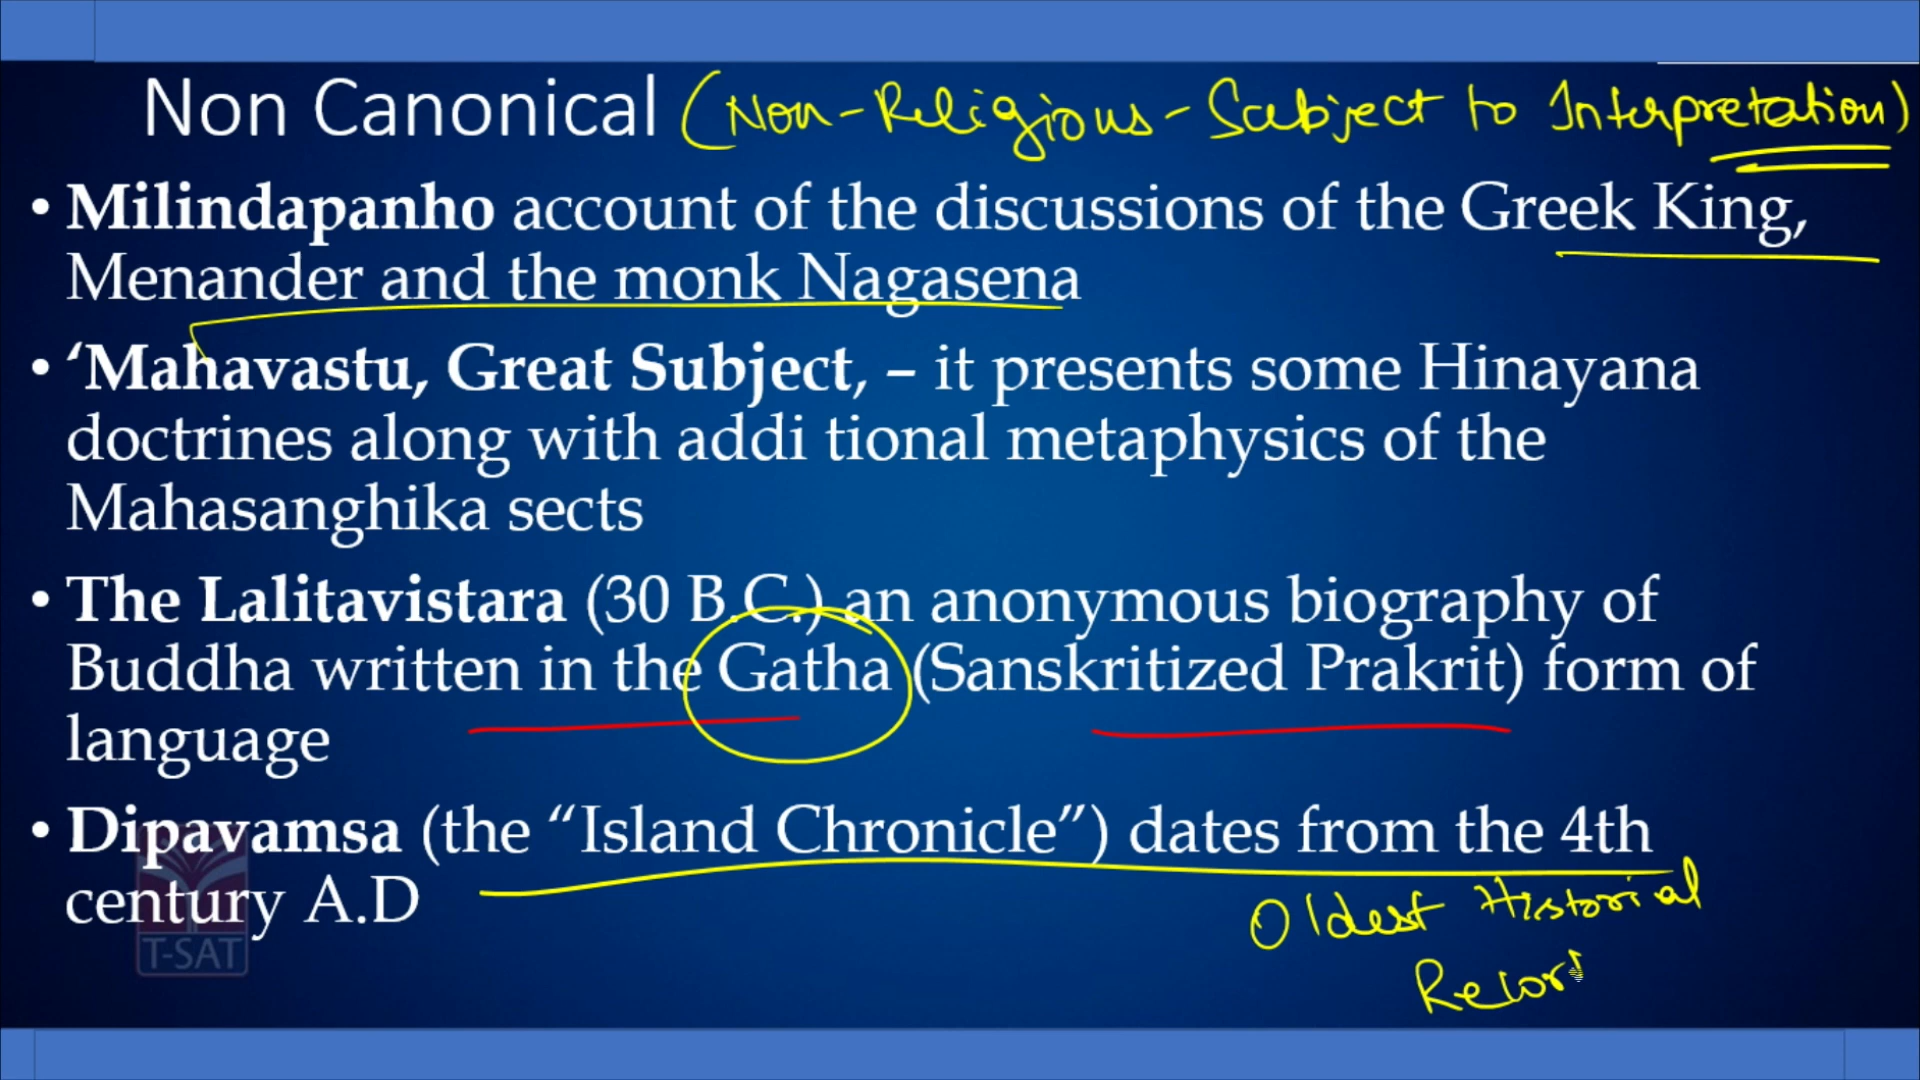 Non Canonical (Non-Religious - Subject to Interpretation)
• Milindapanho account of the discussions of the Greek King,
Menander and the monk Nagasena
• ‘Mahavastu, Great Subject, – it presents some Hinayana
doctrines along with addi tional metaphysics of the
Mahasanghika sects
• The Lalitavistara (30 B.C.) an anonymous biography of
Buddha written in the Gatha (Sanskritized Prakrit) form of
language
• Dipavamsa (the “Island Chronicle”) dates from the 4th
century A.D
Oldest Historial
Recor
T-SAT